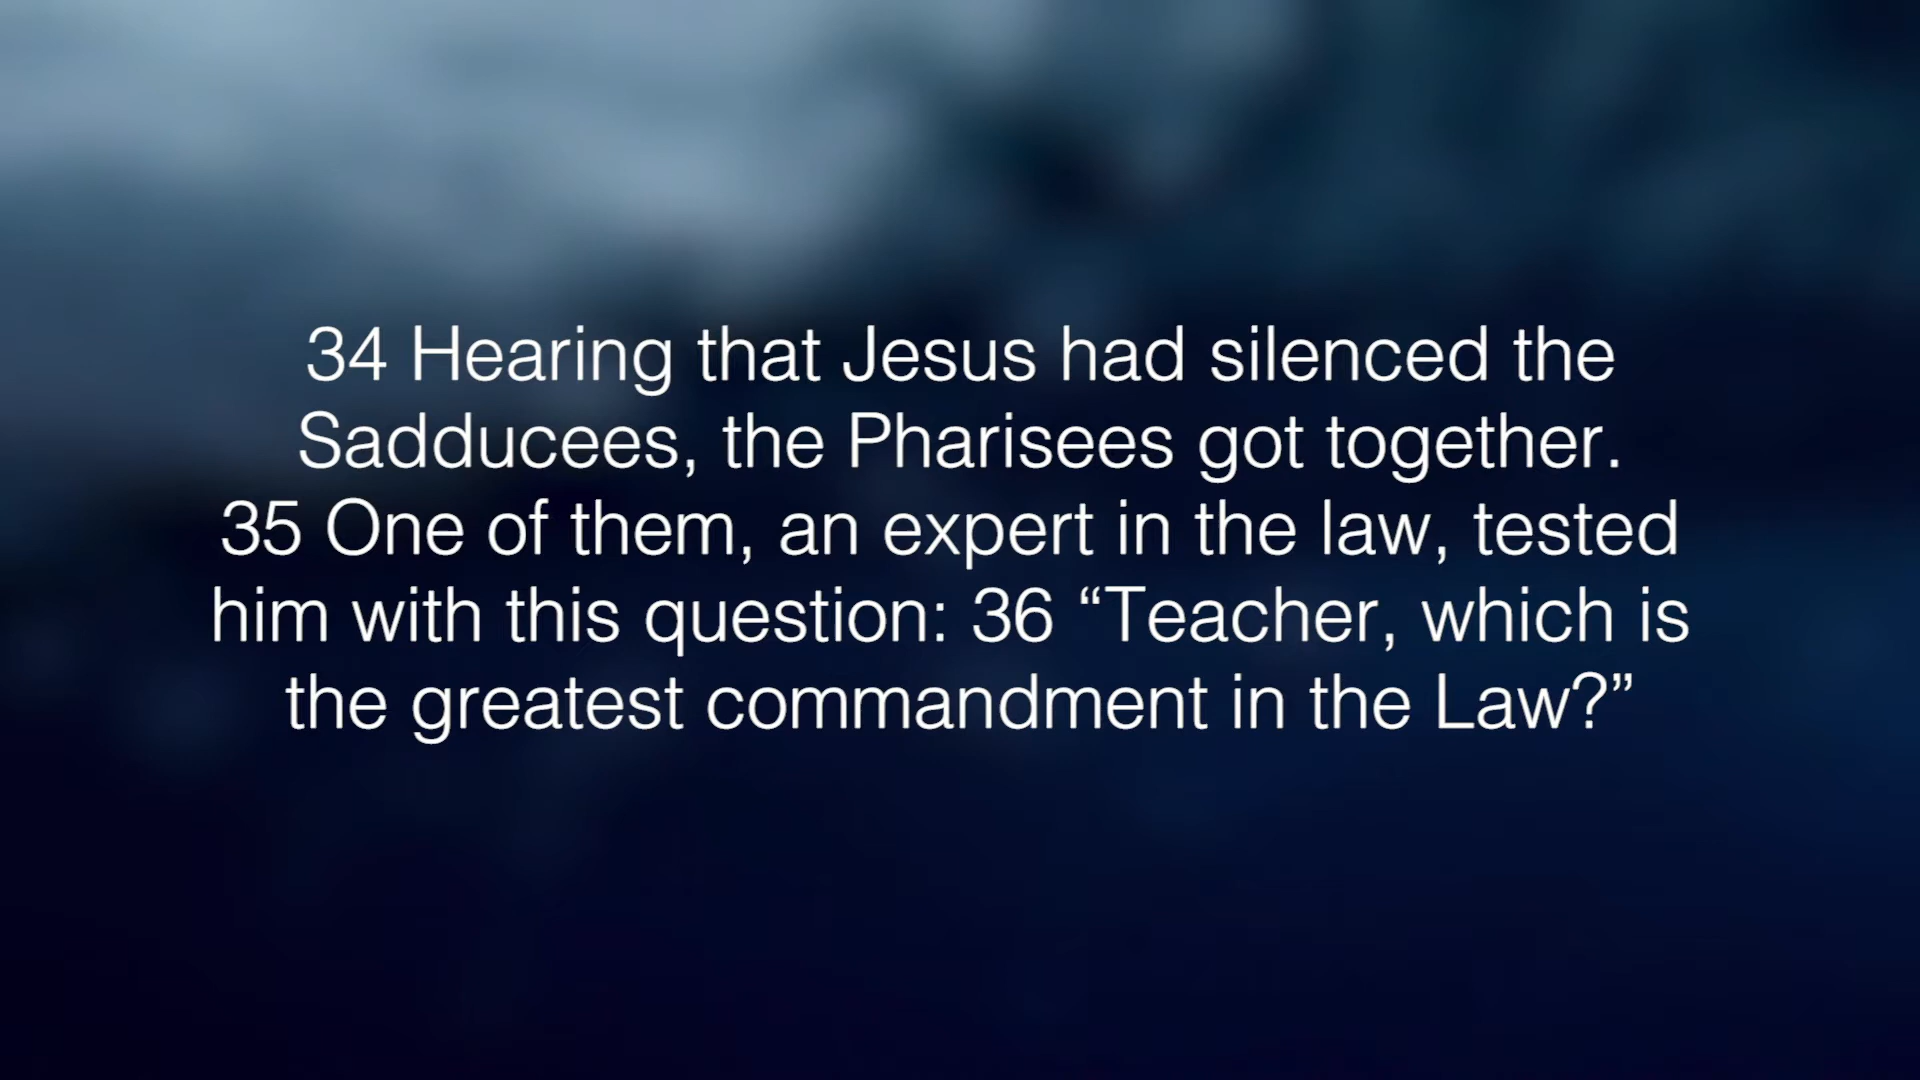 34 Hearing that Jesus had silenced the
Sadducees, the Pharisees got together.
35 One of them, an expert in the law, tested
him with this question: 36 “Teacher, which is
the greatest commandment in the Law?”